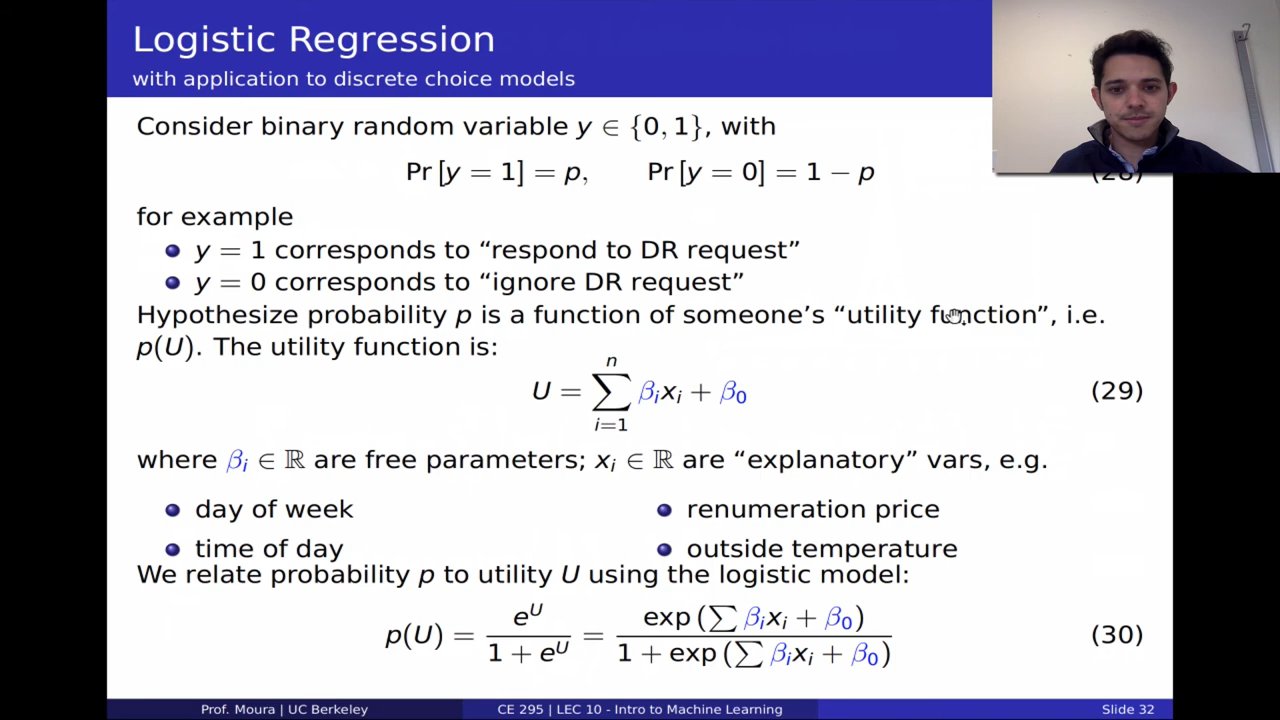 Logistic Regression
with application to discrete choice models
Consider binary random variable y ∈ {0, 1}, with
Pr [y = 1] = p, Pr [y = 0] = 1 − p
for example
y = 1 corresponds to “respond to DR request”
y = 0 corresponds to “ignore DR request”
Hypothesize probability p is a function of someone’s “utility function”, i.e.
p(U). The utility function is:
U = ∑_{i=1}^{n} β_i x_i + β_0 (29)
where β_i ∈ ℝ are free parameters; x_i ∈ ℝ are “explanatory” vars, e.g.
day of week
time of day
renumeration price
outside temperature
We relate probability p to utility U using the logistic model:
p(U) = e^U / (1 + e^U) = exp (∑ β_i x_i + β_0) / (1 + exp (∑ β_i x_i + β_0)) (30)
Prof. Moura | UC Berkeley CE 295 | LEC 10 - Intro to Machine Learning Slide 32